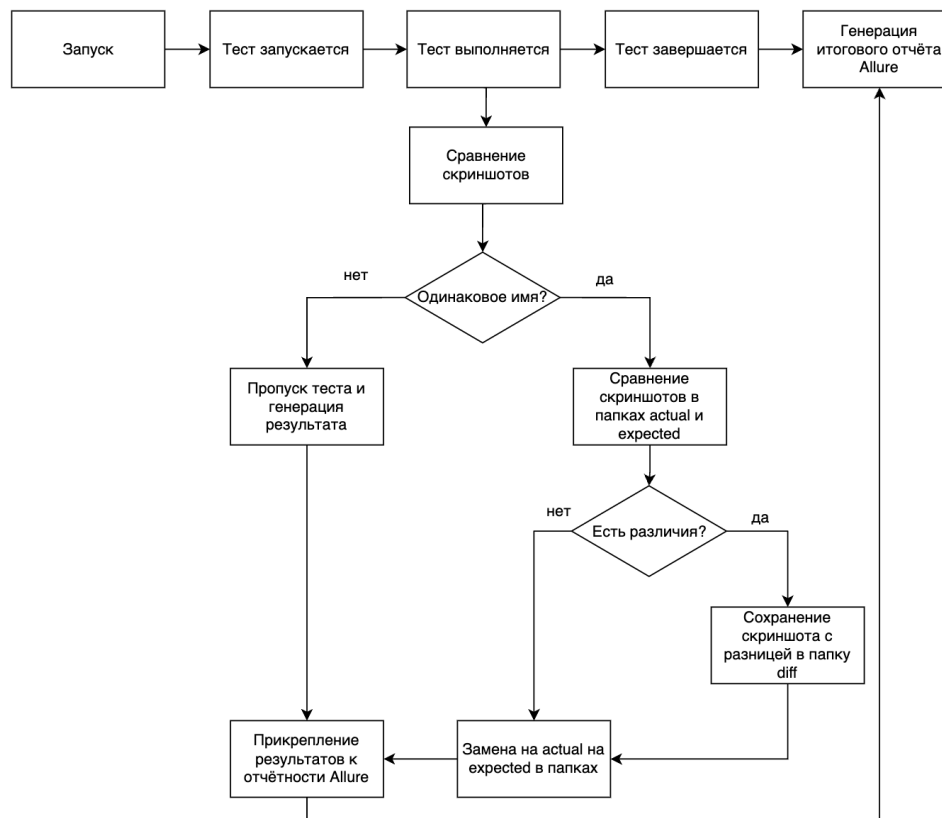 Запуск
Тест запускается
Тест выполняется
Тест завершается
Генерация
итогового отчёта
Allure
Сравнение
скриншотов
нет
Одинаковое имя?
да
Пропуск теста и
генерация
результата
Сравнение
скриншотов в
папках actual и
expected
нет
Есть различия?
да
Сохранение
скриншота с
разницей в папку
diff
Прикрепление
результатов к
отчётности Allure
Замена на actual на
expected в папках